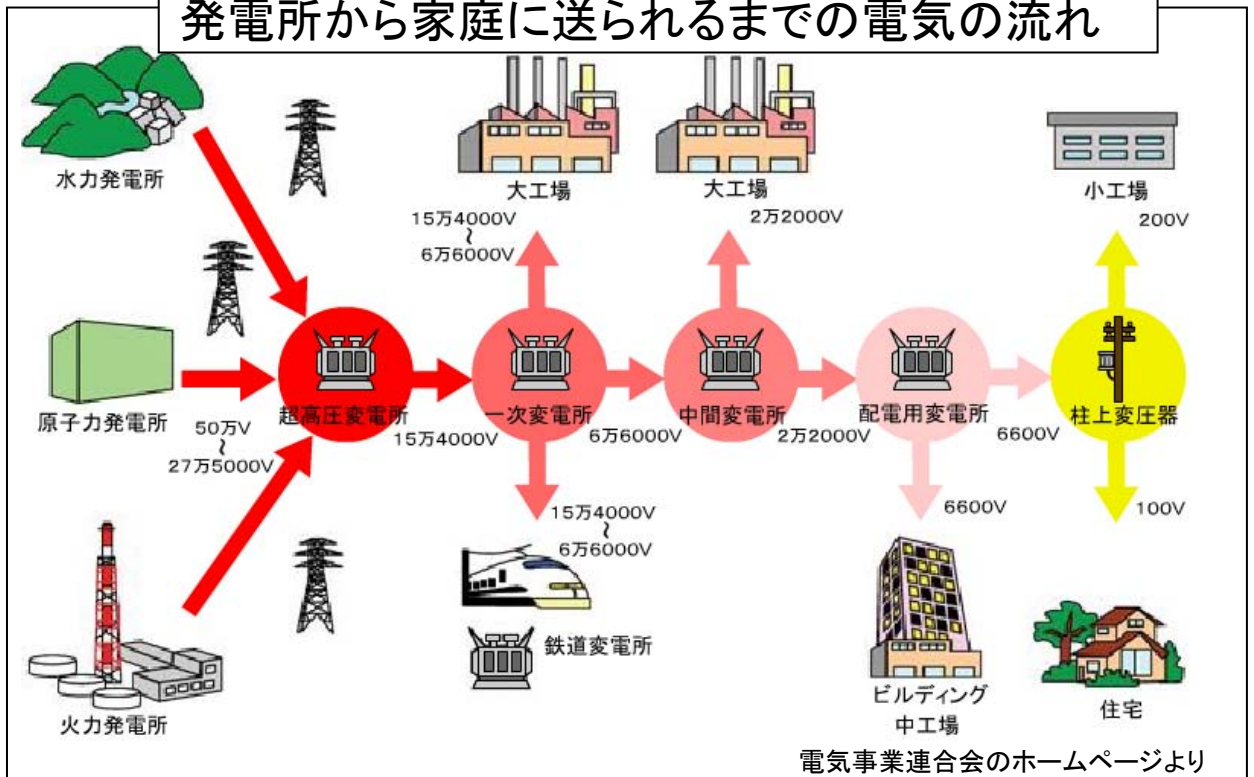 発電所から家庭に送られるまでの電気の流れ
水力発電所
大工場
大工場
小工場
15万4000V
〜
6万6000V
2万2000V
200V
原子力発電所
超高圧変電所
一次変電所
中間変電所
配電用変電所
柱上変圧器
50万V
〜
27万5000V
15万4000V
6万6000V
2万2000V
6600V
15万4000V
〜
6万6000V
6600V
100V
鉄道変電所
火力発電所
ビルディング
中工場
住宅
電気事業連合会のホームページより